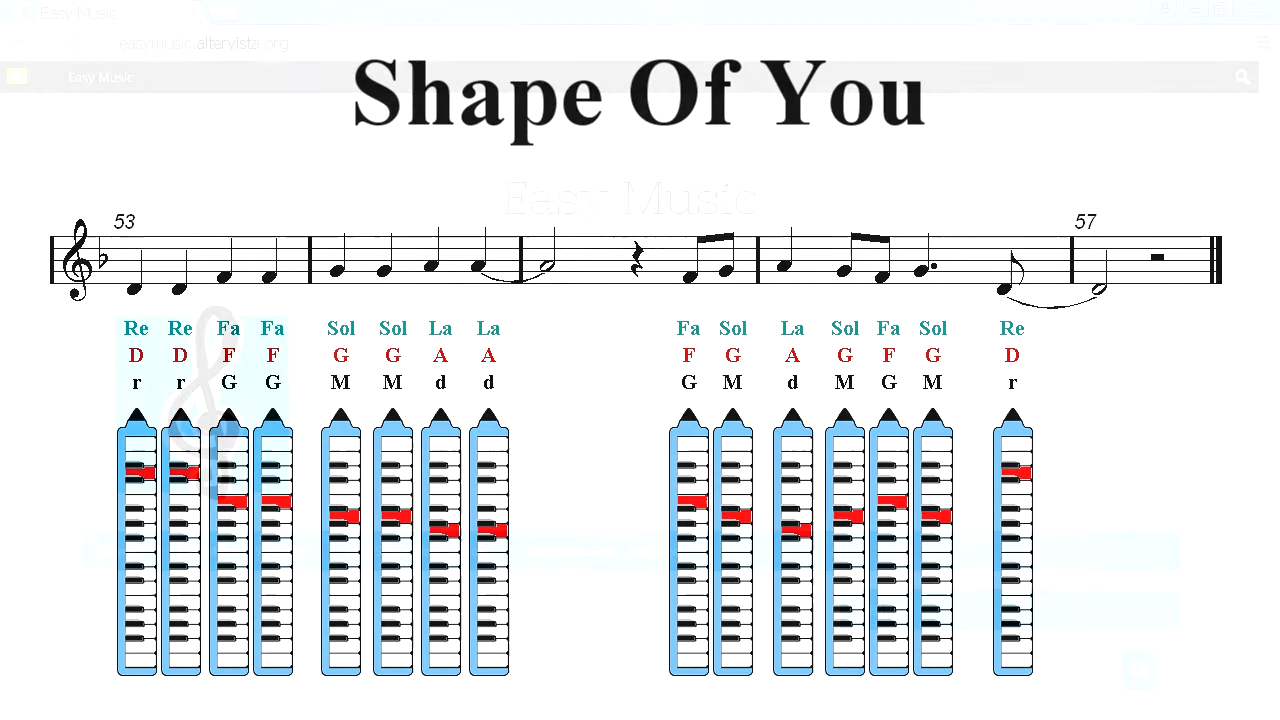 Easy Music
easymusic.altervista.org
Easy Music
Shape Of You
Easy Music
53 57
Re Re Fa Fa Sol Sol La La Fa Sol La Sol Fa Sol Re
D D F F G G A A F G A G F G D
r r G G M M d d G M d M G M r